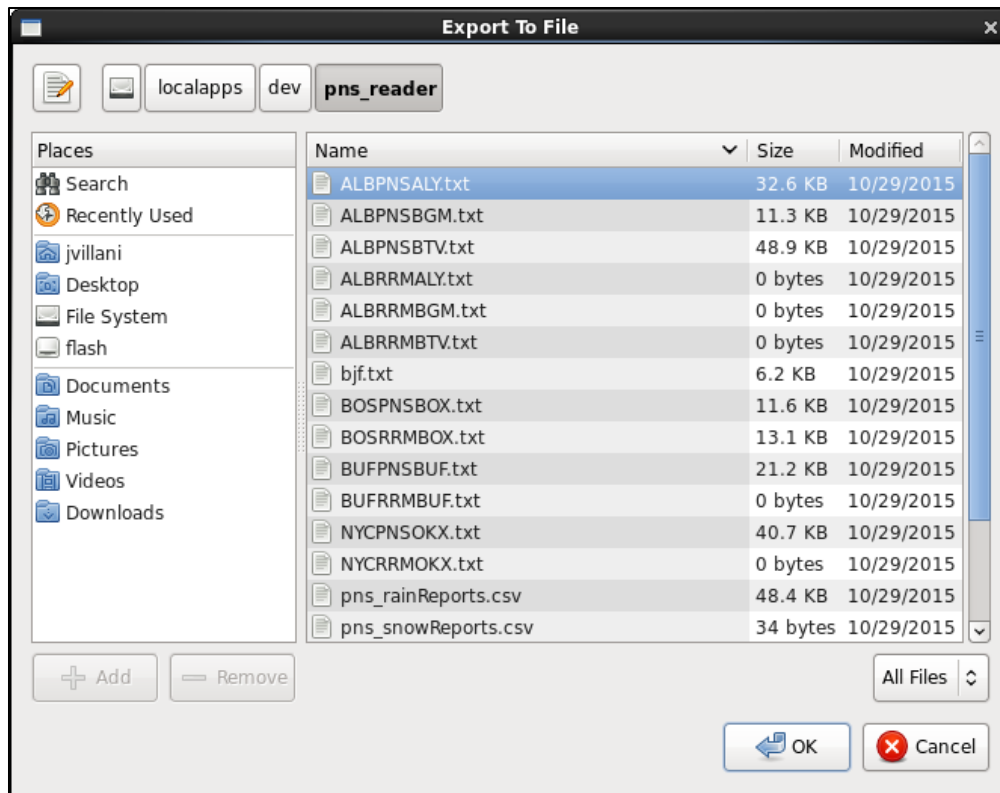 Export To File
localapps dev pns_reader
Places
Search
Recently Used
jvillani
Desktop
File System
flash
Documents
Music
Pictures
Videos
Downloads
Name Size Modified
ALBPNSALY.txt 32.6 KB 10/29/2015
ALBPNSBGM.txt 11.3 KB 10/29/2015
ALBPNSBTV.txt 48.9 KB 10/29/2015
ALBRRMALY.txt 0 bytes 10/29/2015
ALBRRMBGM.txt 0 bytes 10/29/2015
ALBRRMBTV.txt 0 bytes 10/29/2015
bjf.txt 6.2 KB 10/29/2015
BOSPNSBOX.txt 11.6 KB 10/29/2015
BOSRRMBOX.txt 13.1 KB 10/29/2015
BUFPNSBUF.txt 21.2 KB 10/29/2015
BUFRRMBUF.txt 0 bytes 10/29/2015
NYCPNSOKX.txt 40.7 KB 10/29/2015
NYCRRMOKX.txt 0 bytes 10/29/2015
pns_rainReports.csv 48.4 KB 10/29/2015
pns_snowReports.csv 34 bytes 10/29/2015
Add Remove
All Files
OK Cancel